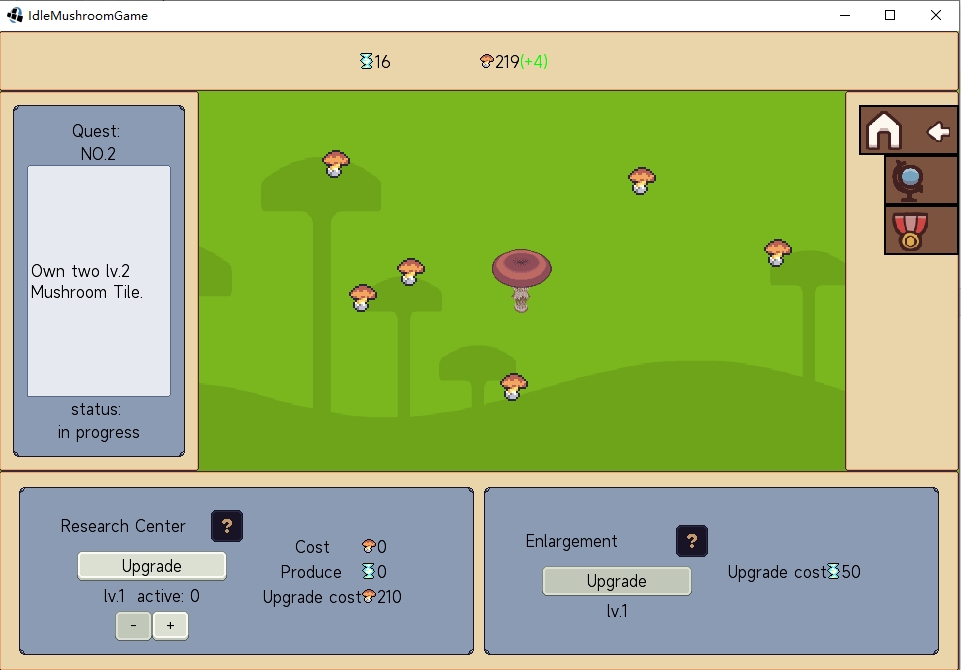 IdleMushroomGame
16
219(+4)
Quest:
NO.2
Own two lv.2
Mushroom Tile.
status:
in progress
Research Center
?
Upgrade
lv.1 active: 0
-
+
Cost 0
Produce 0
Upgrade cost 210
Enlargement
?
Upgrade
lv.1
Upgrade cost 50